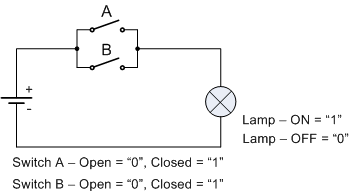 A
B
+
-
Lamp – ON = “1”
Lamp – OFF = “0”
Switch A – Open = “0”, Closed = “1”
Switch B – Open = “0”, Closed = “1”